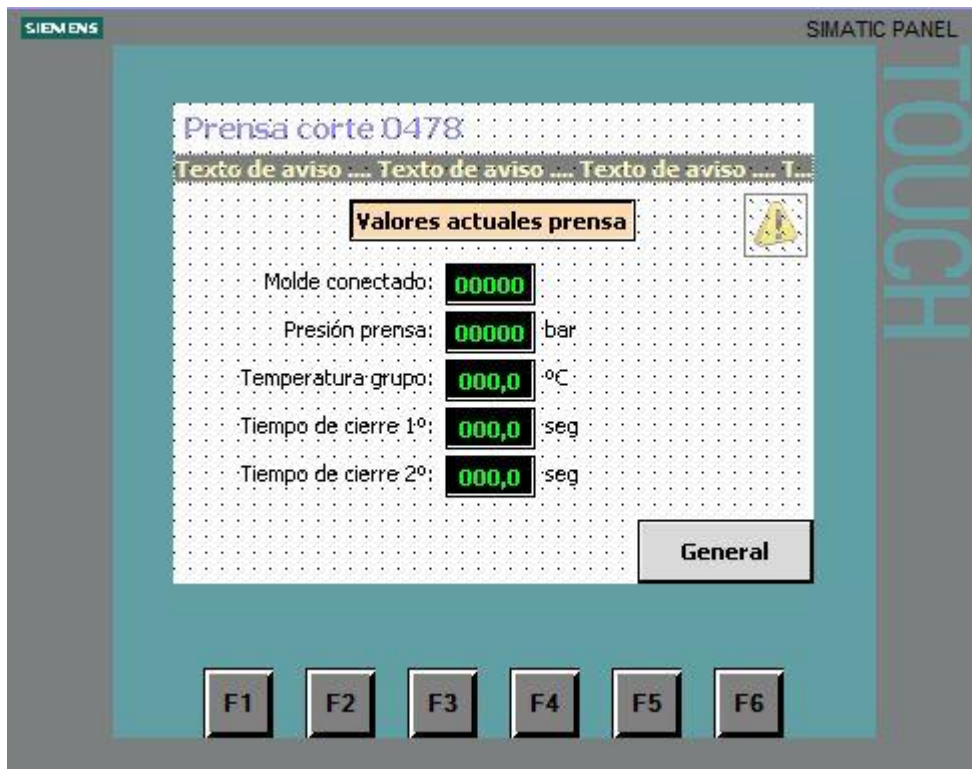 SIEMENS
SIMATIC PANEL
TOUCH
Prensa corte 0478
Texto de aviso .... Texto de aviso .... Texto de aviso .... T...
Valores actuales prensa
Molde conectado: 00000
Presión prensa: 00000 bar
Temperatura grupo: 000,0 ºC
Tiempo de cierre 1º: 000,0 seg
Tiempo de cierre 2º: 000,0 seg
General
F1 F2 F3 F4 F5 F6